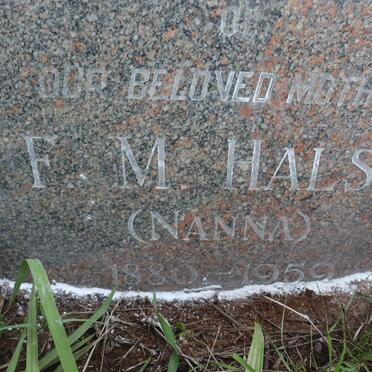 OF
OUR BELOVED MOTH
F. M. HALS
(NANNA)
1880-1959